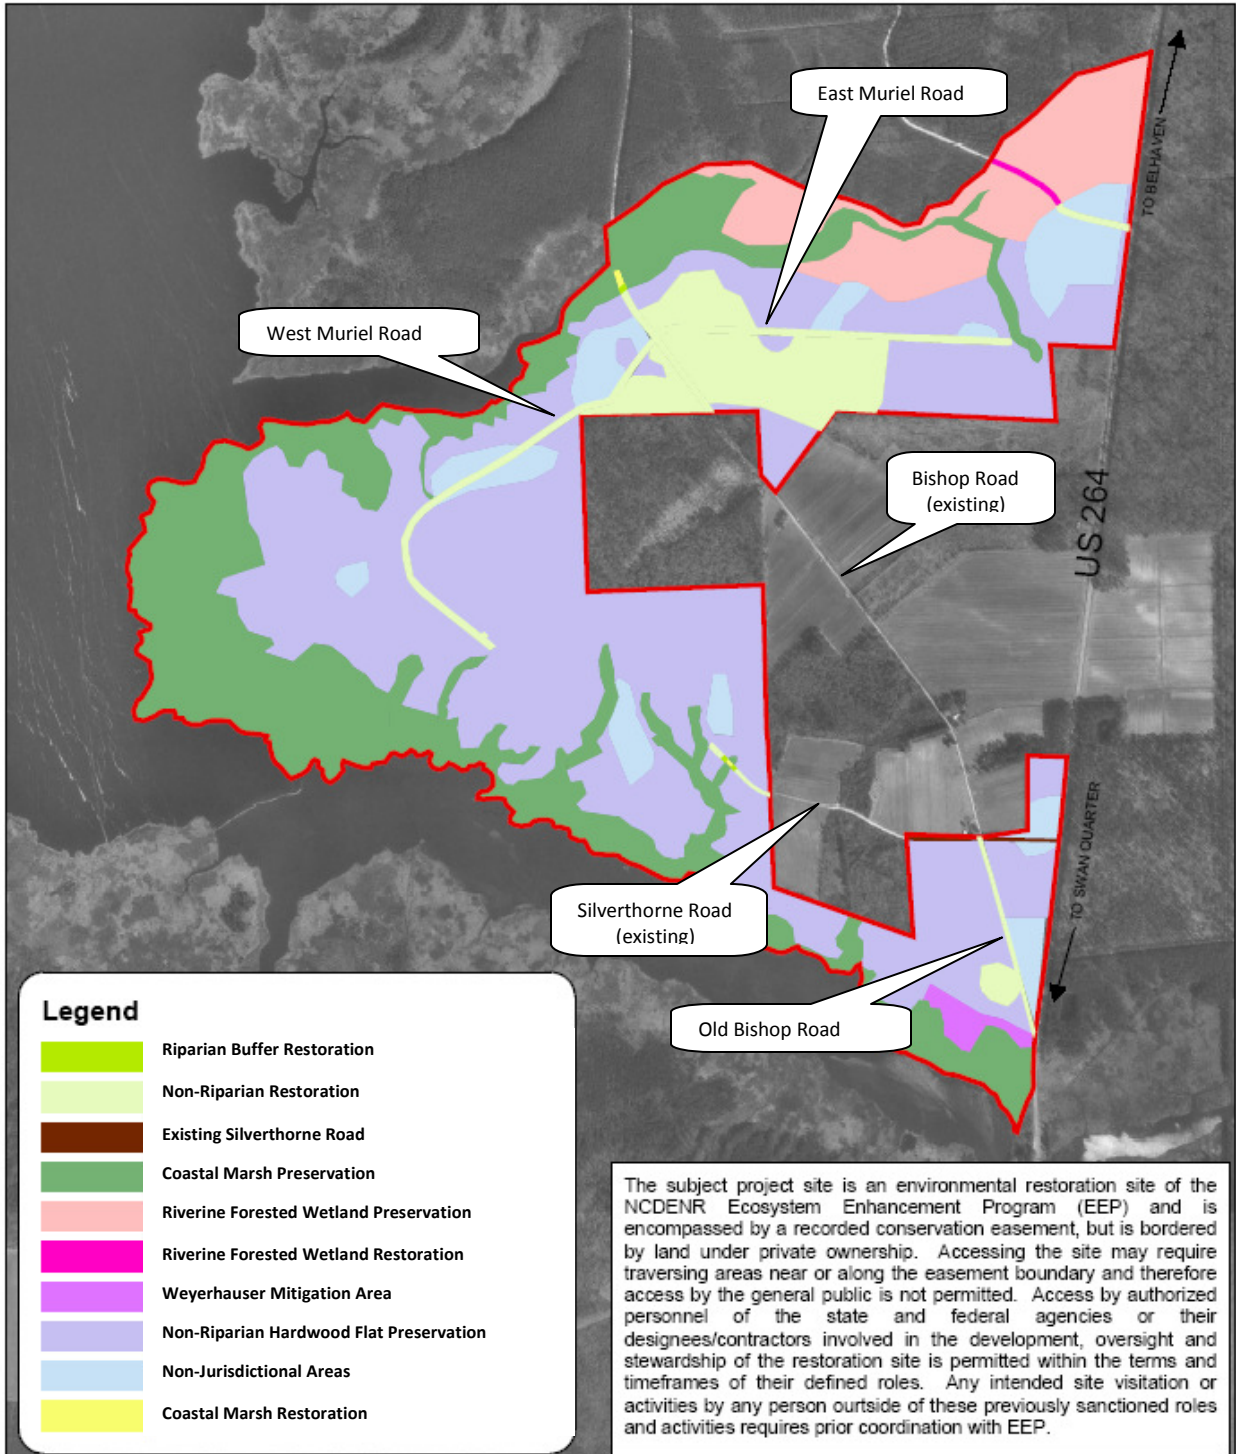 East Muriel Road
TO BELHAVEN
West Muriel Road
Bishop Road
(existing)
US 264
Silverthorne Road
(existing)
TO SWAN QUARTER
Old Bishop Road
Legend
Riparian Buffer Restoration
Non-Riparian Restoration
Existing Silverthorne Road
Coastal Marsh Preservation
Riverine Forested Wetland Preservation
Riverine Forested Wetland Restoration
Weyerhauser Mitigation Area
Non-Riparian Hardwood Flat Preservation
Non-Jurisdictional Areas
Coastal Marsh Restoration
The subject project site is an environmental restoration site of the
NCDENR Ecosystem Enhancement Program (EEP) and is
encompassed by a recorded conservation easement, but is bordered
by land under private ownership. Accessing the site may require
traversing areas near or along the easement boundary and therefore
access by the general public is not permitted. Access by authorized
personnel of the state and federal agencies or their
designees/contractors involved in the development, oversight and
stewardship of the restoration site is permitted within the terms and
timeframes of their defined roles. Any intended site visitation or
activities by any person ourtside of these previously sanctioned roles
and activities requires prior coordination with EEP.